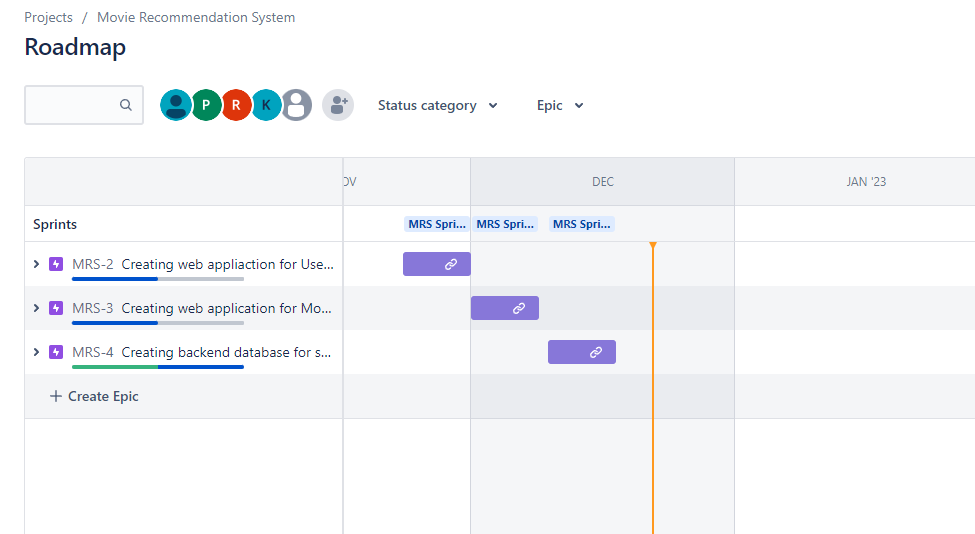 Projects / Movie Recommendation System
Roadmap
P R K Status category Epic
OV DEC JAN '23
Sprints MRS Spri... MRS Spri... MRS Spri...
MRS-2 Creating web appliaction for Use...
MRS-3 Creating web application for Mo...
MRS-4 Creating backend database for s...
+ Create Epic